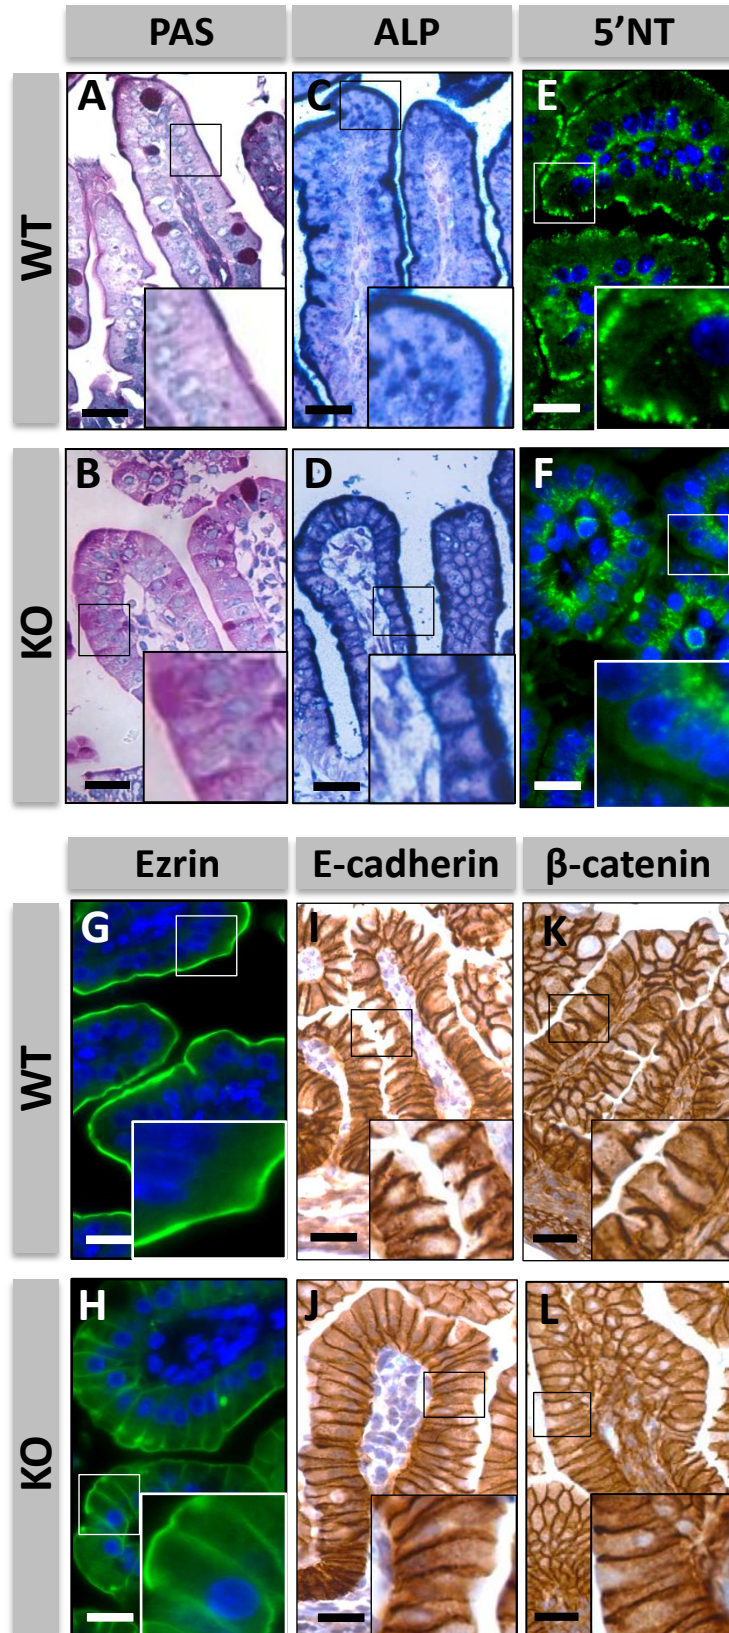 PAS ALP 5'NT
WT
A C E
KO
B D F
Ezrin E-cadherin β-catenin
WT
G I K
KO
H J L